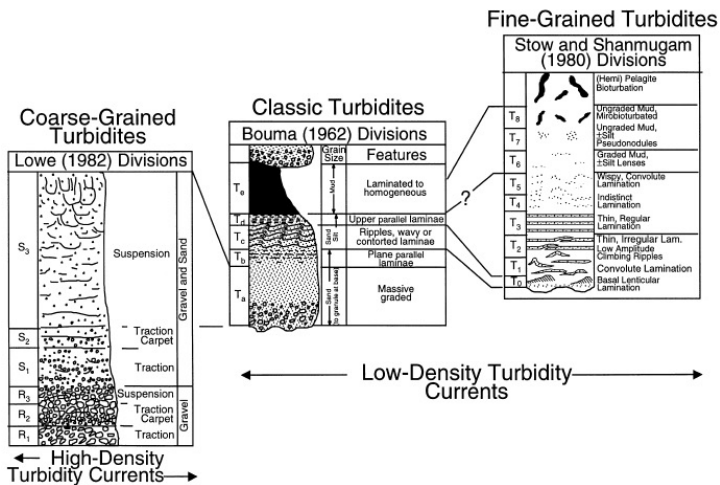 Coarse-Grained
Turbidites
Lowe (1982) Divisions
S3
Suspension
S2
Traction
Carpet
S1
Traction
R3
Suspension
R2
Traction
Carpet
R1
Traction
Gravel and Sand
Gravel
High-Density
Turbidity Currents
Classic Turbidites
Bouma (1962) Divisions
Grain
Size
Features
Te
Mud
Laminated to
homogeneous
Td
Upper parallel laminae
Tc
Sand
Silt
Ripples, wavy or
contorted laminae
Tb
Plane parallel
laminae
Ta
Sand
to granule at base
Massive
graded
?
Low-Density Turbidity
Currents
Fine-Grained Turbidites
Stow and Shanmugam
(1980) Divisions
(Hemi) Pelagite
Bioturbation
T8
Ungraded Mud,
Mirobioturbated
T7
Ungraded Mud,
±Silt
Pseudonodules
T6
Graded Mud,
±Silt Lenses
T5
Wispy, Convolute
Lamination
T4
Indistinct
Lamination
T3
Thin, Regular
Lamination
T2
Thin, Irregular Lam.
Low Amplitude
Climbing Ripples
T1
Convolute Lamination
T0
Basal Lenticular
Lamination